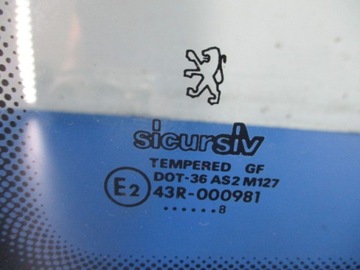 sicursiv
TEMPERED GF
DOT-36 AS2 M127
E2 43R-000981
......8